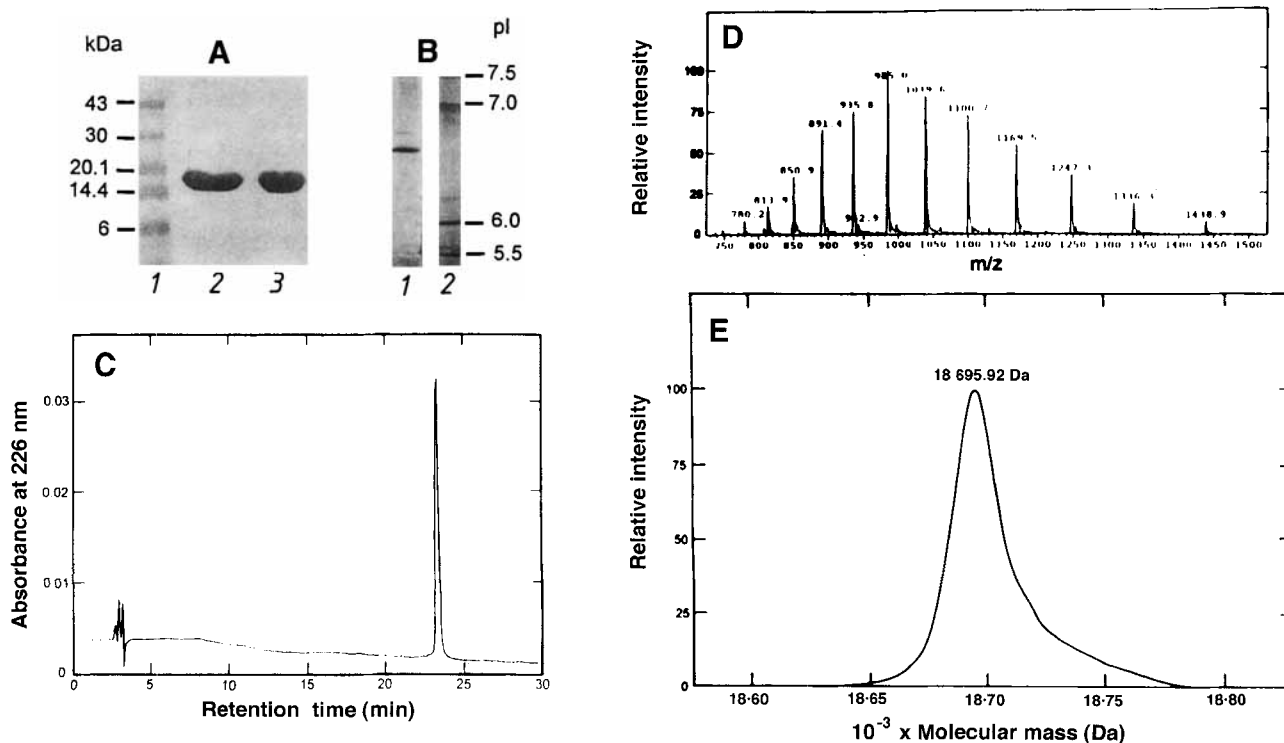 A
kDa
43
30
20.1
14.4
6
1 2 3
B
pI
7.5
7.0
6.0
5.5
1 2
C
Absorbance at 226 nm
0.03
0.02
0.01
0
0 5 10 15 20 25 30
Retention time (min)
D
Relative intensity
100
75
50
25
0
780.2
811.9
850.9
891.4
935.8
942.9
985.0
1039.6
1100.7
1169.5
1247.3
1438.9
750 800 850 900 950 1000 1050 1100 1150 1200 1250 1300 1350 1400 1450 1500
m/z
E
18 695.92 Da
Relative intensity
100
75
50
25
0
18·60 18·65 18·70 18·75 18·80
10⁻³ x Molecular mass (Da)